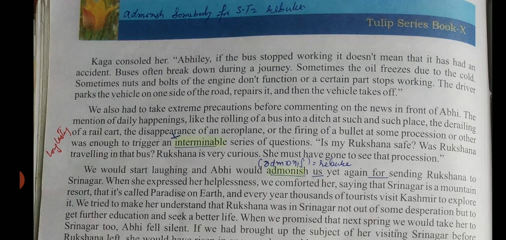 admonish somebody for s.t = rebuke
Tulip Series Book-X
Kaga consoled her. “Abhiley, if the bus stopped working it doesn't mean that it has had an
accident. Buses often break down during a journey. Sometimes the oil freezes due to the cold.
Sometimes nuts and bolts of the engine don't function or a certain part stops working. The driver
parks the vehicle on one side of the road, repairs it, and then the vehicle takes off.”
We also had to take extreme precautions before commenting on the news in front of Abhi. The
mention of daily happenings, like the rolling of a bus into a ditch at such and such place, the derailing
of a rail cart, the disappearance of an aeroplane, or the firing of a bullet at some procession or other
was enough to trigger an interminable series of questions. “Is my Rukshana safe? Was Rukshana
travelling in that bus? Rukshana is very curious. She must have gone to see that procession.”
(admonish) = rebuke
We would start laughing and Abhi would admonish us yet again for sending Rukshana to
Srinagar. When she expressed her helplessness, we comforted her, saying that Srinagar is a mountain
resort, that it's called Paradise on Earth, and every year thousands of tourists visit Kashmir to explore
it. We tried to make her understand that Rukshana was in Srinagar not out of some desperation but to
get further education and seek a better life. When we promised that next spring we would take her to
Srinagar too, Abhi fell silent. If we had brought up the subject of her visiting Srinagar before
Rukshana left, she would have